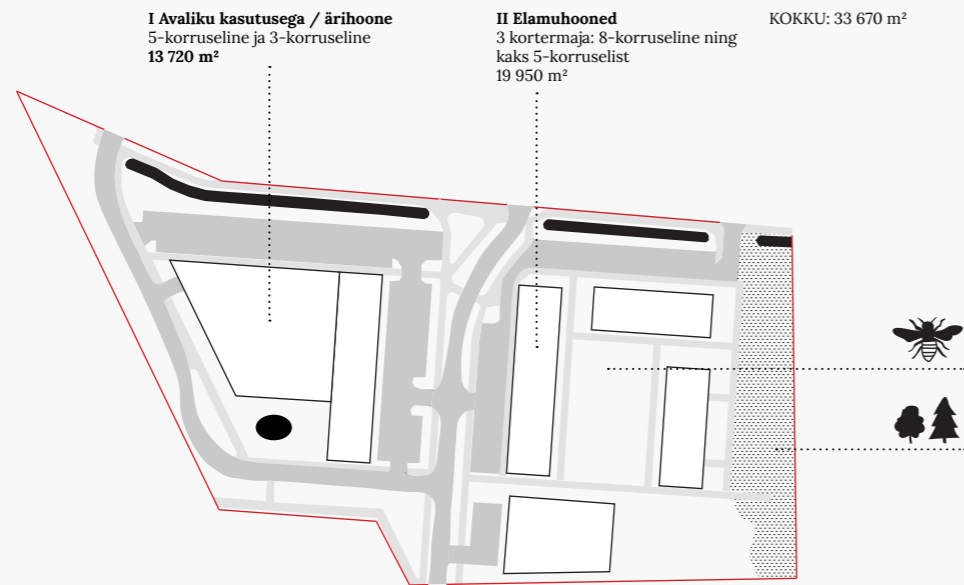 I Avaliku kasutusega / ärihoone
5-korruseline ja 3-korruseline
13 720 m²
II Elamuhooned
3 kortermaja: 8-korruseline ning
kaks 5-korruselist
19 950 m²
KOKKU: 33 670 m²